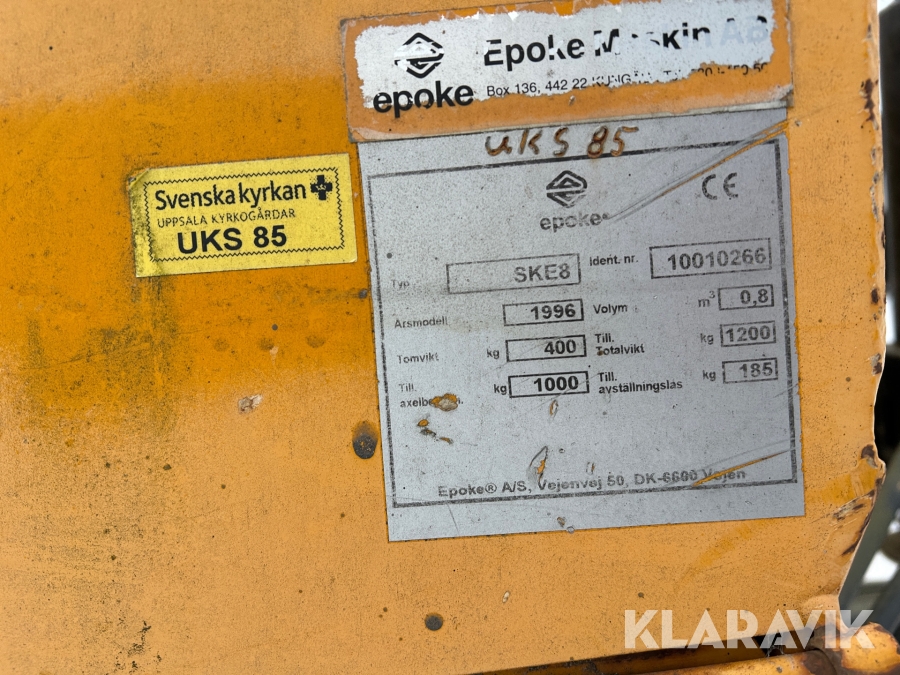 epoke
Epoke Maskin AB
Box 136, 442 22
UKS 85
Svenska kyrkan
UPPSALA KYRKOGÅRDAR
UKS 85
epoke®
CE
Typ SKE8 Ident. nr. 10010266
Årsmodell 1996 Volym m³ 0,8
Tomvikt kg 400 Till. Totalvikt kg 1200
Till. kg 1000 Till. avställningslas kg 185
Epoke® A/S, Vejenvej 50, DK-6600 Vejen
KLARAVIK